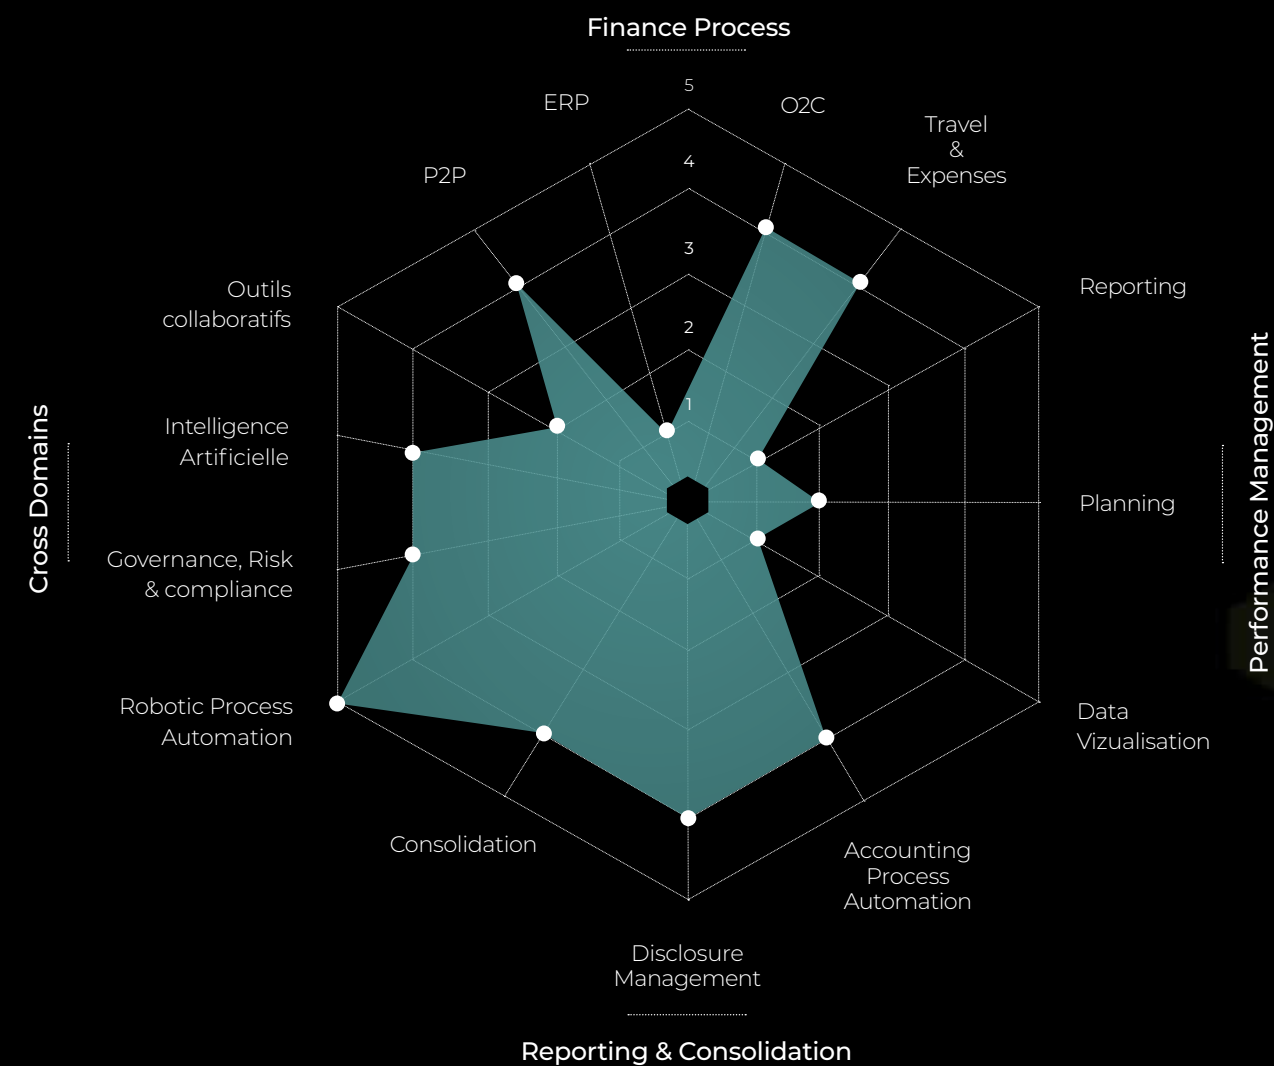 Finance Process
5
ERP
O2C
Travel
&
Expenses
4
P2P
3
Outils
collaboratifs
Reporting
2
1
Intelligence
Artificielle
Cross Domains
Planning
Performance Management
Governance, Risk
& compliance
Robotic Process
Automation
Data
Vizualisation
Consolidation
Accounting
Process
Automation
Disclosure
Management
Reporting & Consolidation